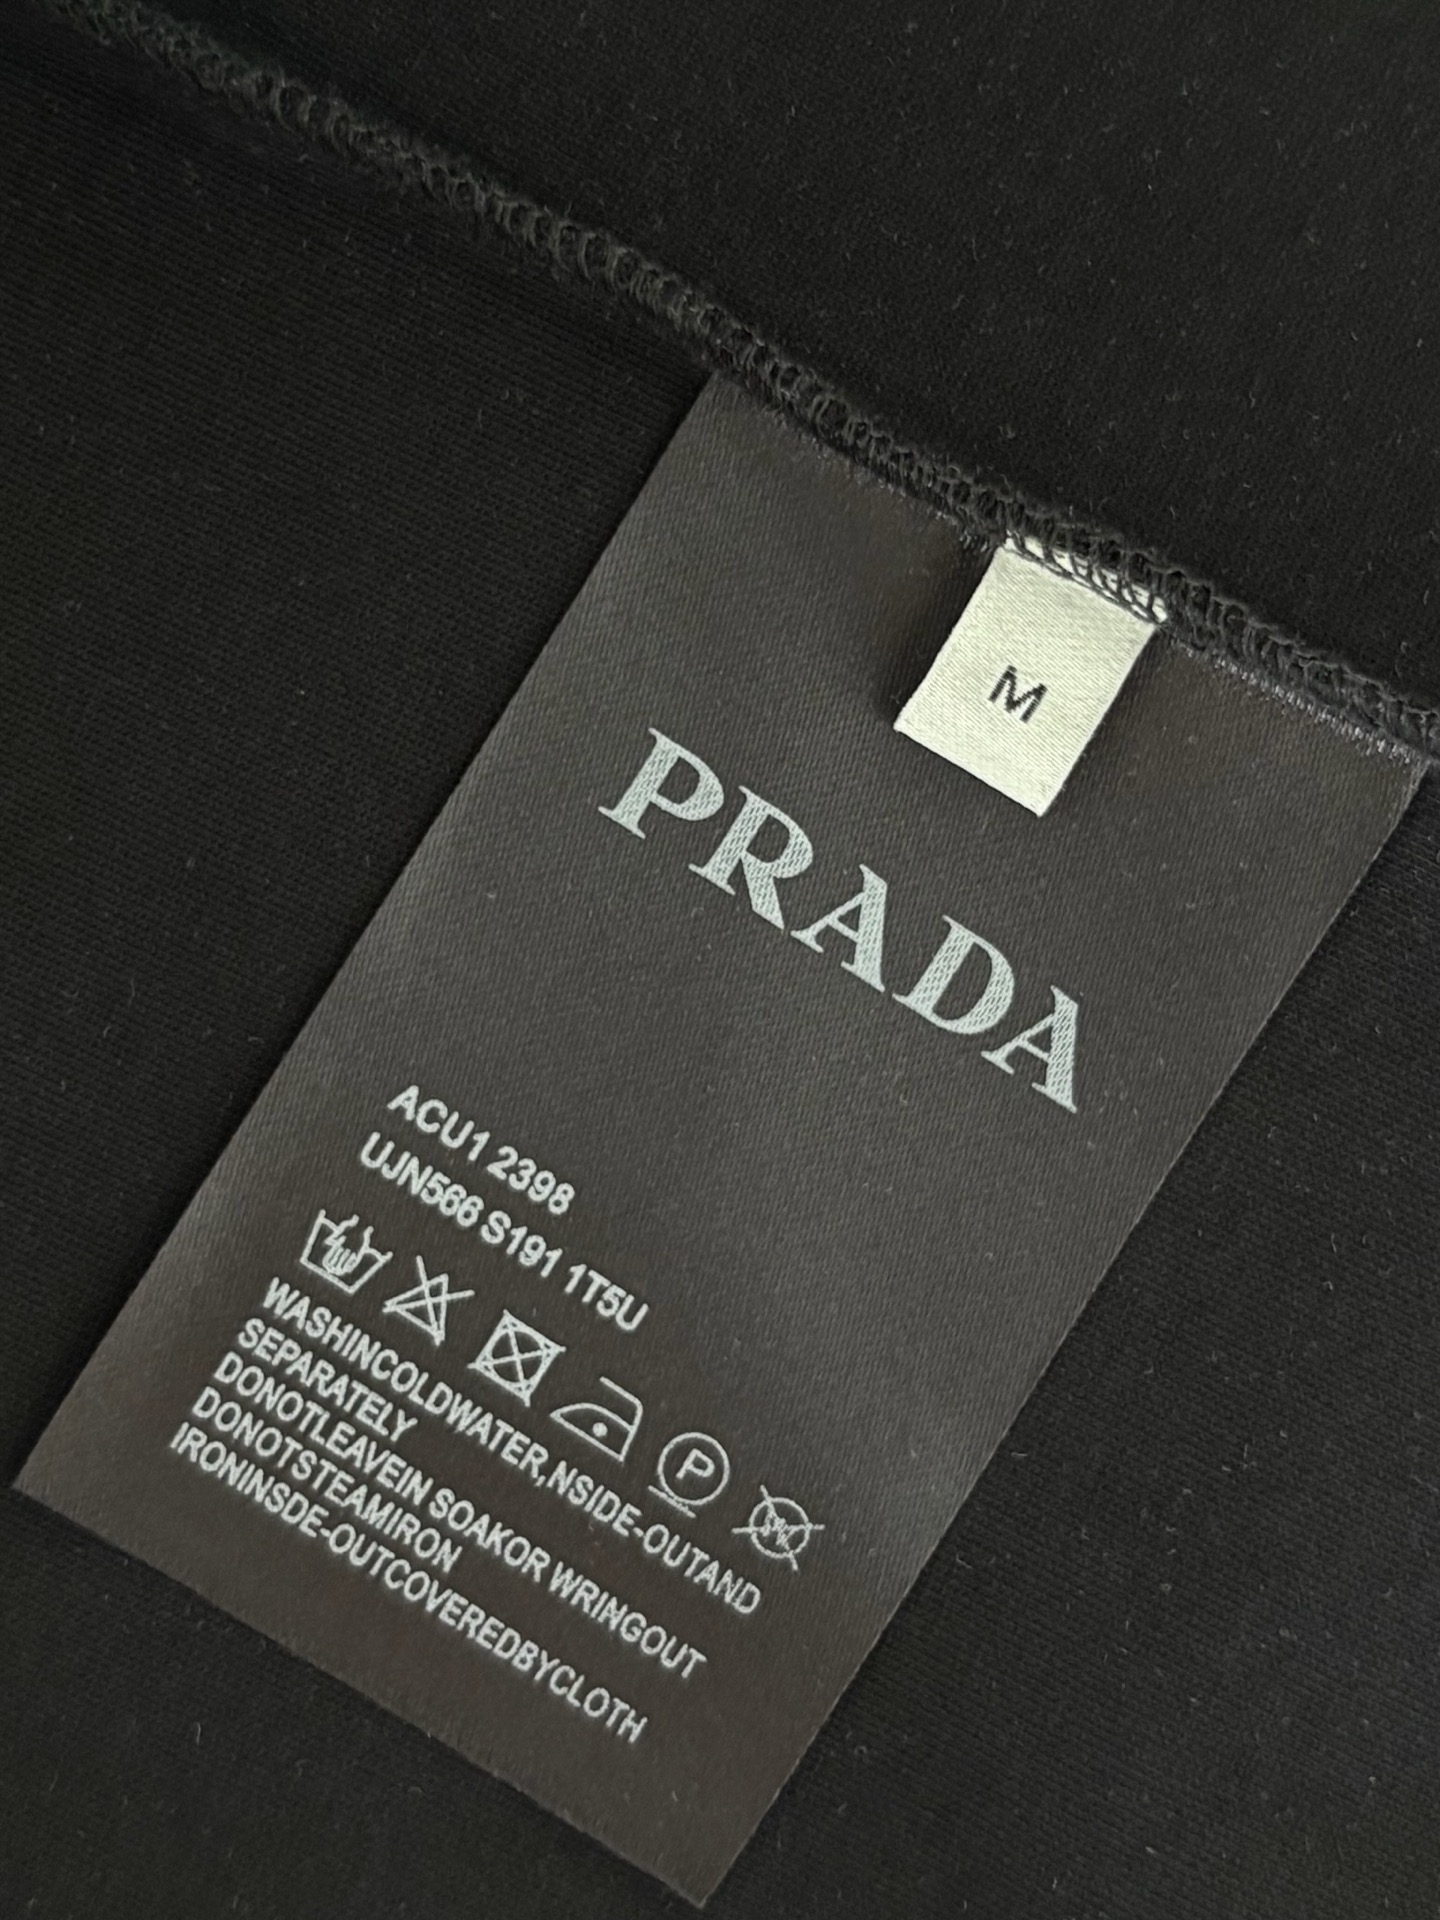 M
PRADA
ACU1 2398
UJN566 S191 1T5U
P
WASHINCOLDWATER,NSIDE-OUTAND
SEPARATELY
DONOTLEAVEIN SOAKOR WRINGOUT
DONOTSTEAMIRON
IRONINSDE-OUTCOVEREDBYCLOTH